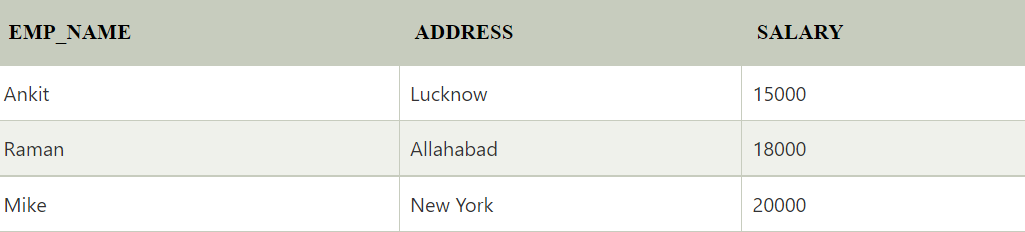 EMP_NAME ADDRESS SALARY
Ankit Lucknow 15000
Raman Allahabad 18000
Mike New York 20000